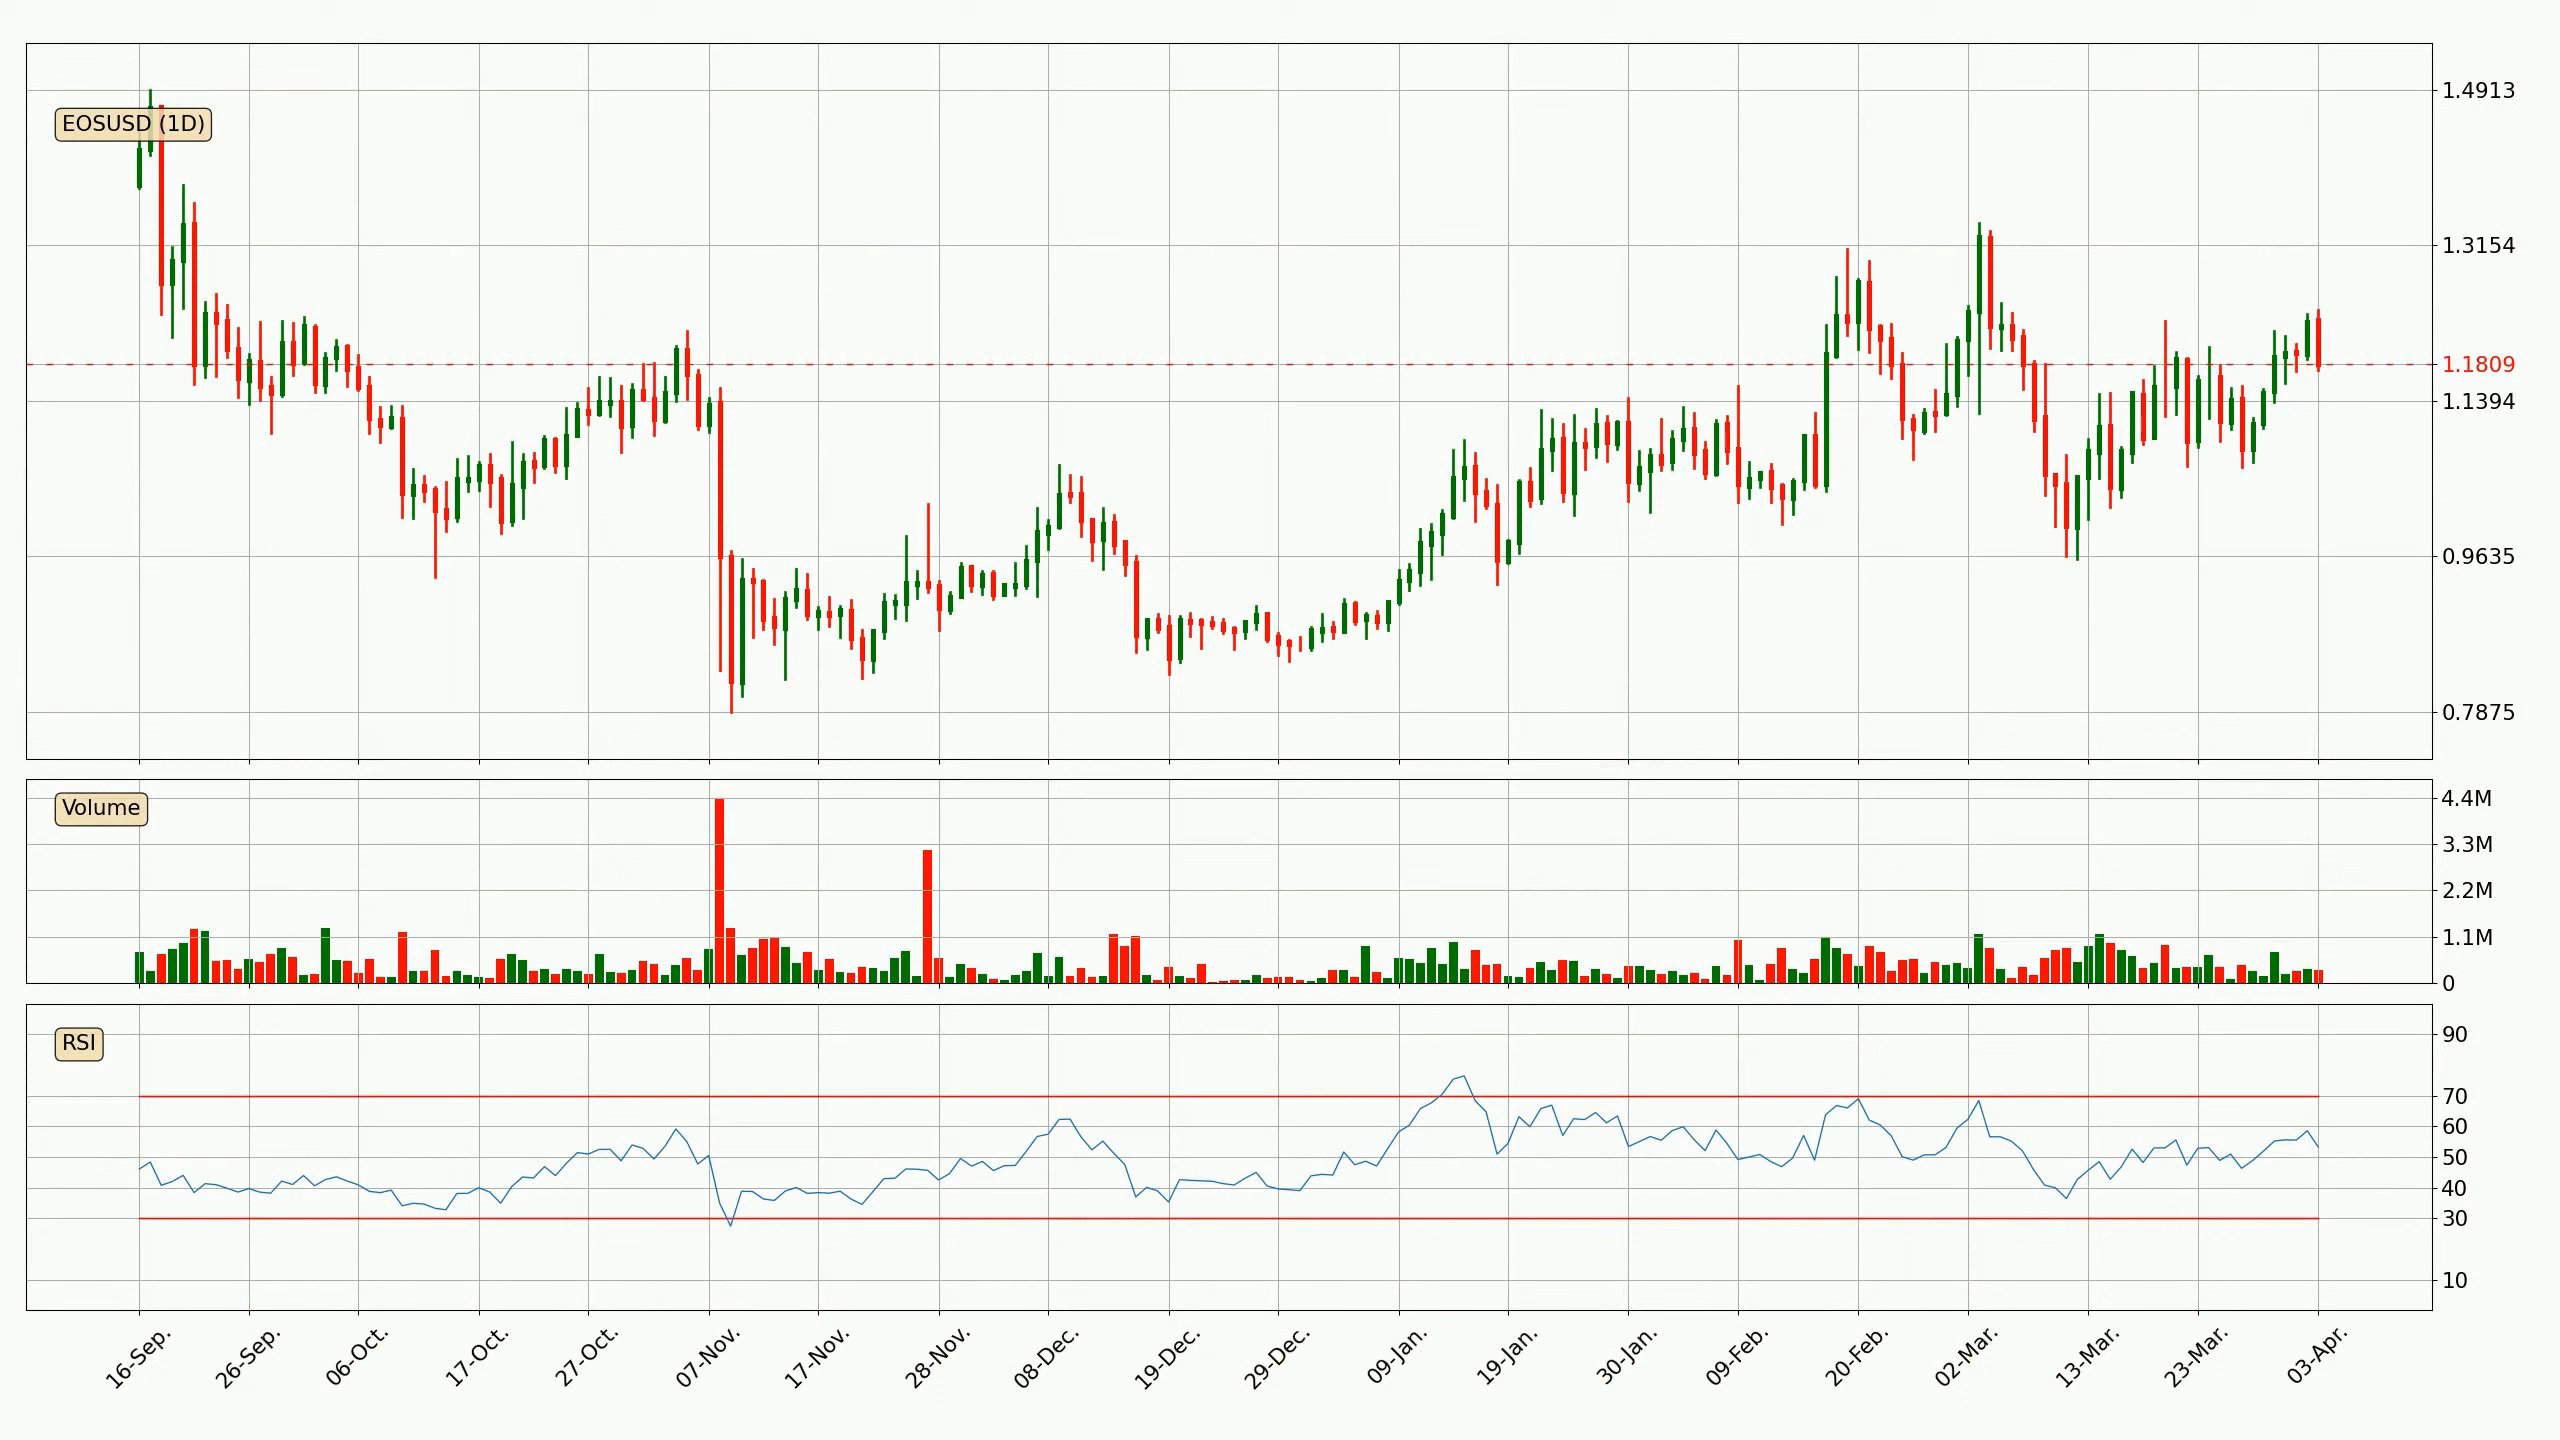 EOSUSD (1D)
1.4913
1.3154
1.1809
1.1394
0.9635
0.7875
Volume
4.4M
3.3M
2.2M
1.1M
0
RSI
90
70
60
50
40
30
10
16-Sep. 26-Sep. 06-Oct. 17-Oct. 27-Oct. 07-Nov. 17-Nov. 28-Nov. 08-Dec. 19-Dec. 29-Dec. 09-Jan. 19-Jan. 30-Jan. 09-Feb. 20-Feb. 02-Mar. 13-Mar. 23-Mar. 03-Apr.